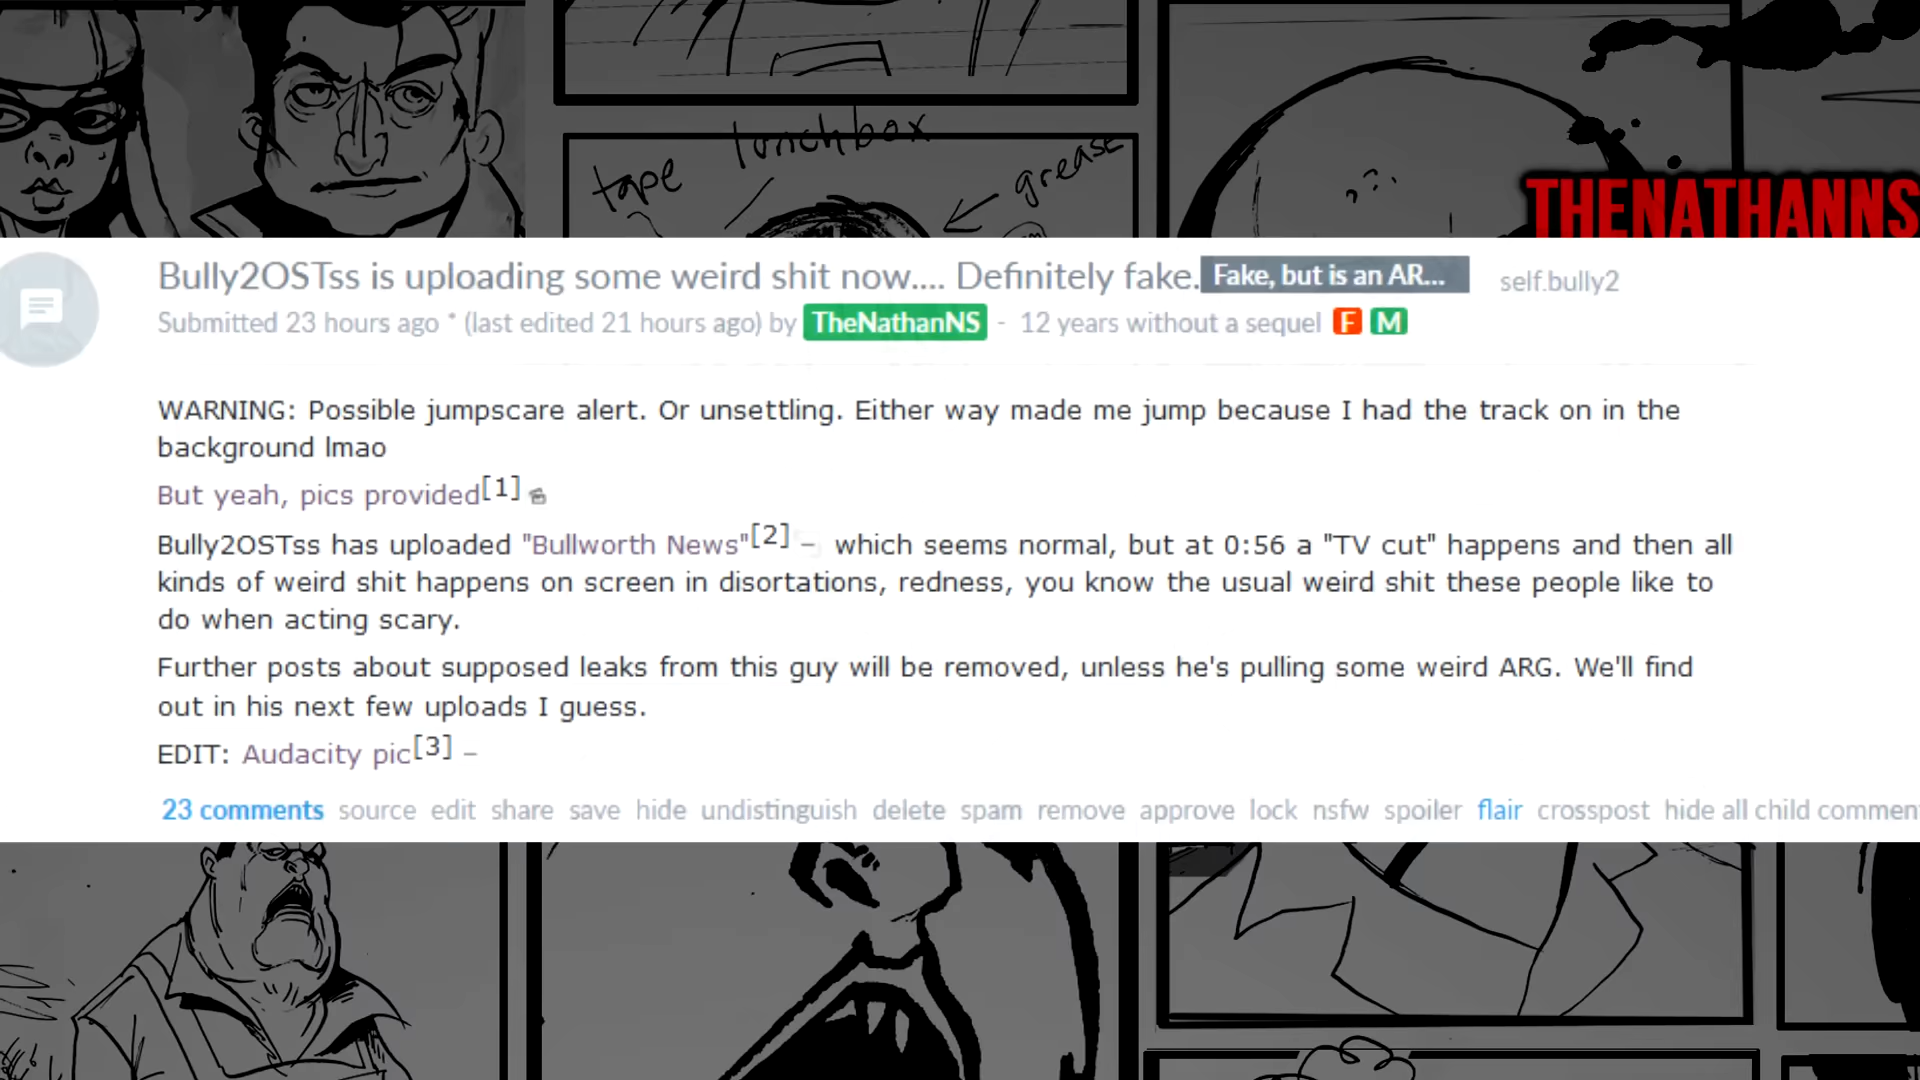 lunchbox
tape
grease
THENATHANNS
Bully2OSTss is uploading some weird shit now.... Definitely fake. Fake, but is an AR... self.bully2
Submitted 23 hours ago * (last edited 21 hours ago) by TheNathanNS - 12 years without a sequel F M
WARNING: Possible jumpscare alert. Or unsettling. Either way made me jump because I had the track on in the
background lmao
But yeah, pics provided[1]
Bully2OSTss has uploaded "Bullworth News"[2] – which seems normal, but at 0:56 a "TV cut" happens and then all
kinds of weird shit happens on screen in disortations, redness, you know the usual weird shit these people like to
do when acting scary.
Further posts about supposed leaks from this guy will be removed, unless he's pulling some weird ARG. We'll find
out in his next few uploads I guess.
EDIT: Audacity pic[3] –
23 comments source edit share save hide undistinguish delete spam remove approve lock nsfw spoiler flair crosspost hide all child commen